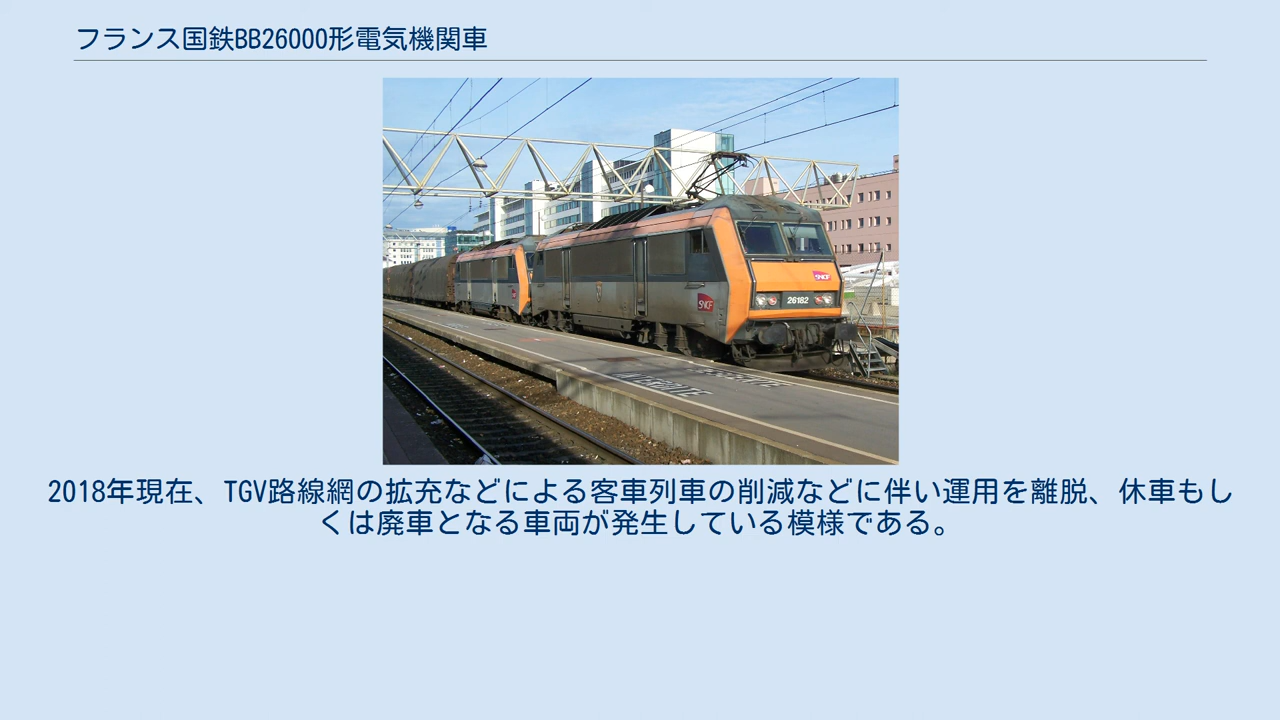 フランス国鉄BB26000形電気機関車
SNCF
26182
SNCF
INTERDITE
2018年現在、TGV路線網の拡充などによる客車列車の削減などに伴い運用を離脱、休車もし
くは廃車となる車両が発生している模様である。